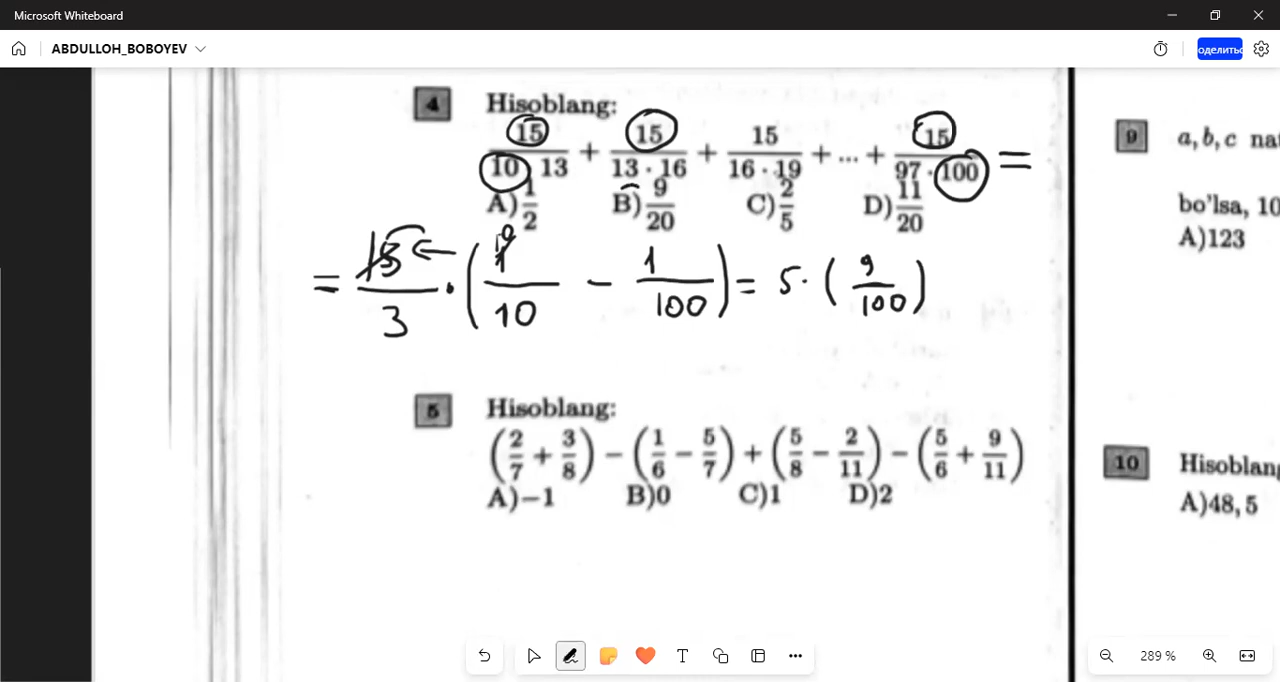 Microsoft Whiteboard
ABDULLOH_BOBOYEV
оделитьс
4 Hisoblang:
15/(10 · 13) + 15/(13 · 16) + 15/(16 · 19) + ... + 15/(97 · 100) =
A) 1/2 B) 9/20 C) 2/5 D) 11/20
= 15/3 · ( /10 − 1/100) = 5 · (9/100)
5 Hisoblang:
(2/7 + 3/8) − (1/6 − 5/7) + (5/8 − 2/11) − (5/6 + 9/11)
A)−1 B)0 C)1 D)2
9 a, b, c na
bo'lsa, 10
A)123
10 Hisoblang
A)48, 5
289 %